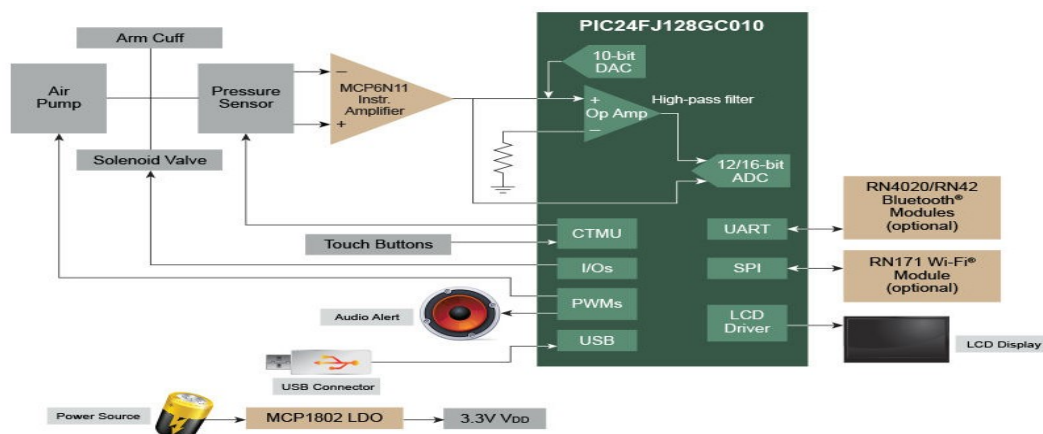 PIC24FJ128GC010
Arm Cuff
10-bit
DAC
Air
Pump
Pressure
Sensor
−
+
MCP6N11
Instr.
Amplifier
+
Op Amp
−
High-pass filter
12/16-bit
ADC
Solenoid Valve
RN4020/RN42
Bluetooth®
Modules
(optional)
CTMU
UART
Touch Buttons
I/Os
SPI
RN171 Wi-Fi®
Module
(optional)
PWMs
Audio Alert
LCD
Driver
USB
LCD Display
USB Connector
Power Source
MCP1802 LDO
3.3V VDD